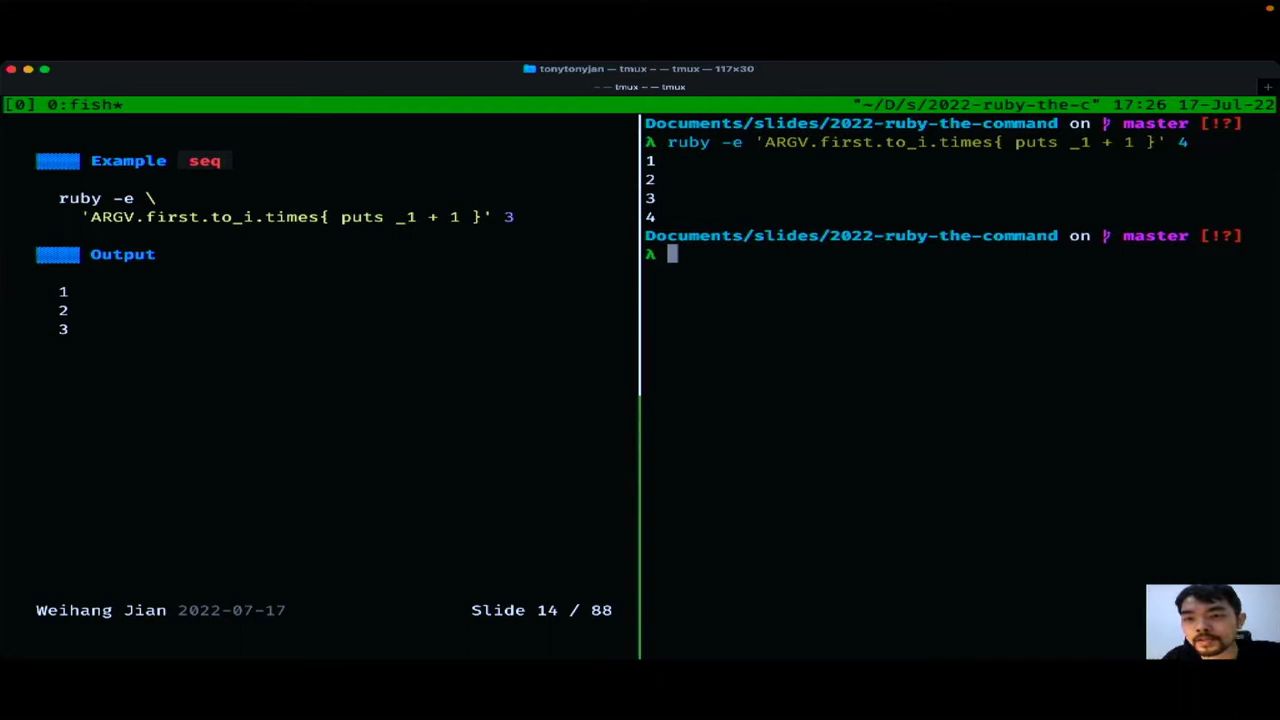 tonytonyjan — tmux - — tmux — 117×30
~ — tmux ~ — tmux
[0] 0:fish* "~/D/s/2022-ruby-the-c" 17:26 17-Jul-22
Example seq
ruby -e \
'ARGV.first.to_i.times{ puts _1 + 1 }' 3
Output
1
2
3
Weihang Jian 2022-07-17 Slide 14 / 88
Documents/slides/2022-ruby-the-command on master [!?]
λ ruby -e 'ARGV.first.to_i.times{ puts _1 + 1 }' 4
1
2
3
4
Documents/slides/2022-ruby-the-command on master [!?]
λ